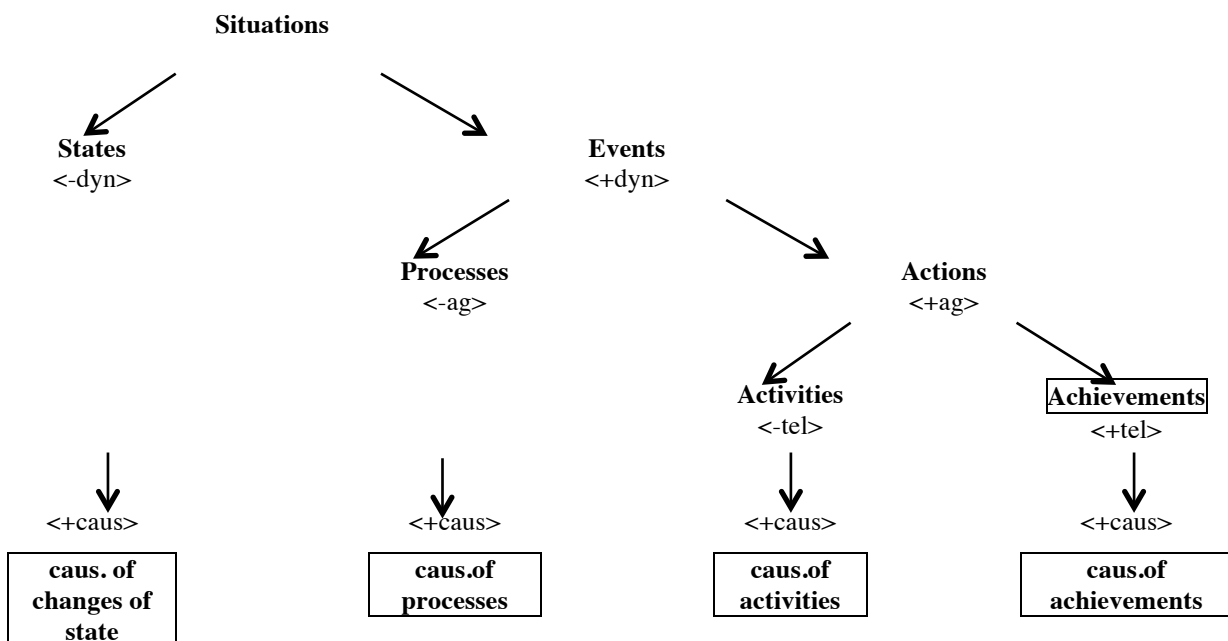 Situations
States
<-dyn>
Events
<+dyn>
Processes
<-ag>
Actions
<+ag>
Activities
<-tel>
Achievements
<+tel>
<+caus>
<+caus>
<+caus>
<+caus>
caus. of
changes of
state
caus.of
processes
caus.of
activities
caus.of
achievements